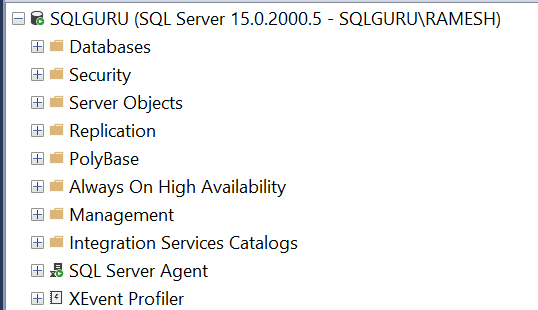 SQLGURU (SQL Server 15.0.2000.5 - SQLGURU\RAMESH)
Databases
Security
Server Objects
Replication
PolyBase
Always On High Availability
Management
Integration Services Catalogs
SQL Server Agent
XEvent Profiler